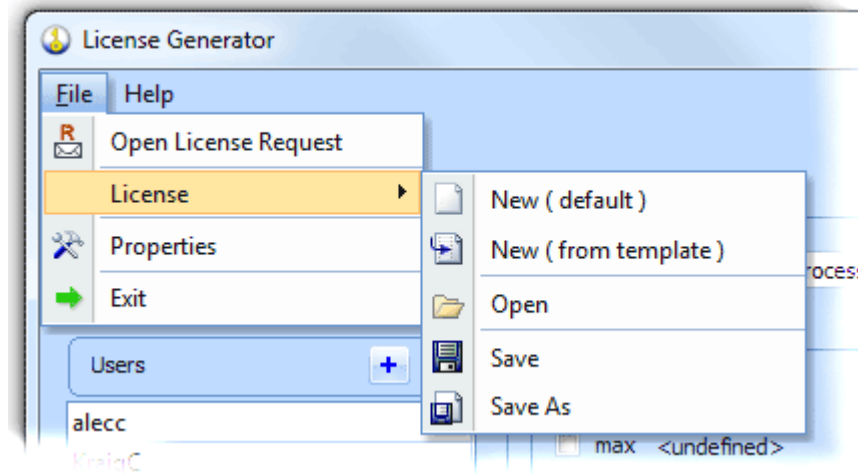 License Generator
File Help
R
Open License Request
License
New ( default )
New ( from template )
Properties
Exit
Open
Save
Save As
Users
+
alecc
KraigC
max <undefined>